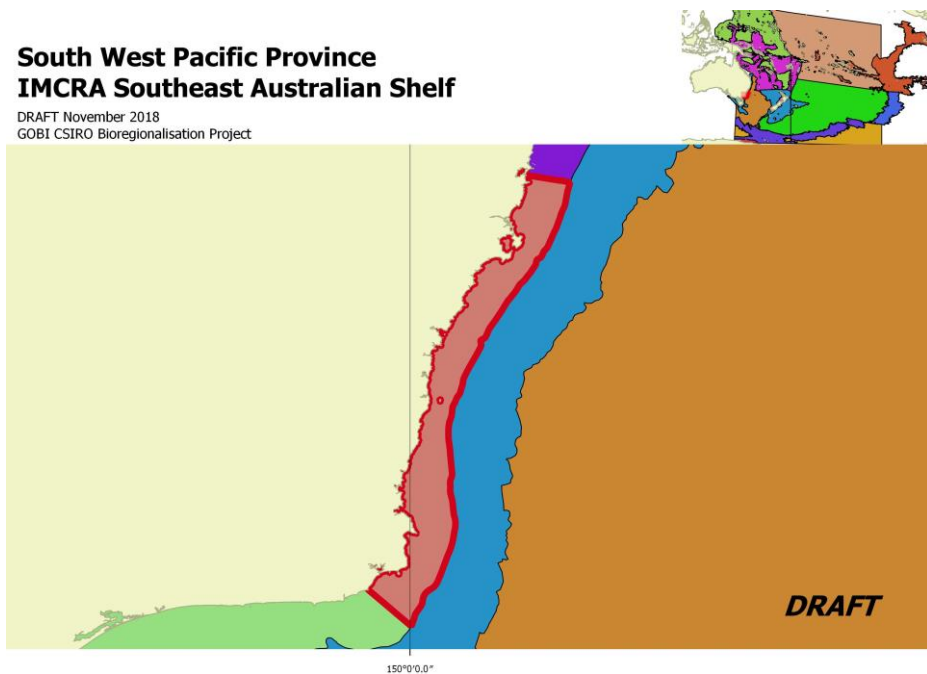 South West Pacific Province
IMCRA Southeast Australian Shelf
DRAFT November 2018
GOBI CSIRO Bioregionalisation Project
DRAFT
150°0'0.0"